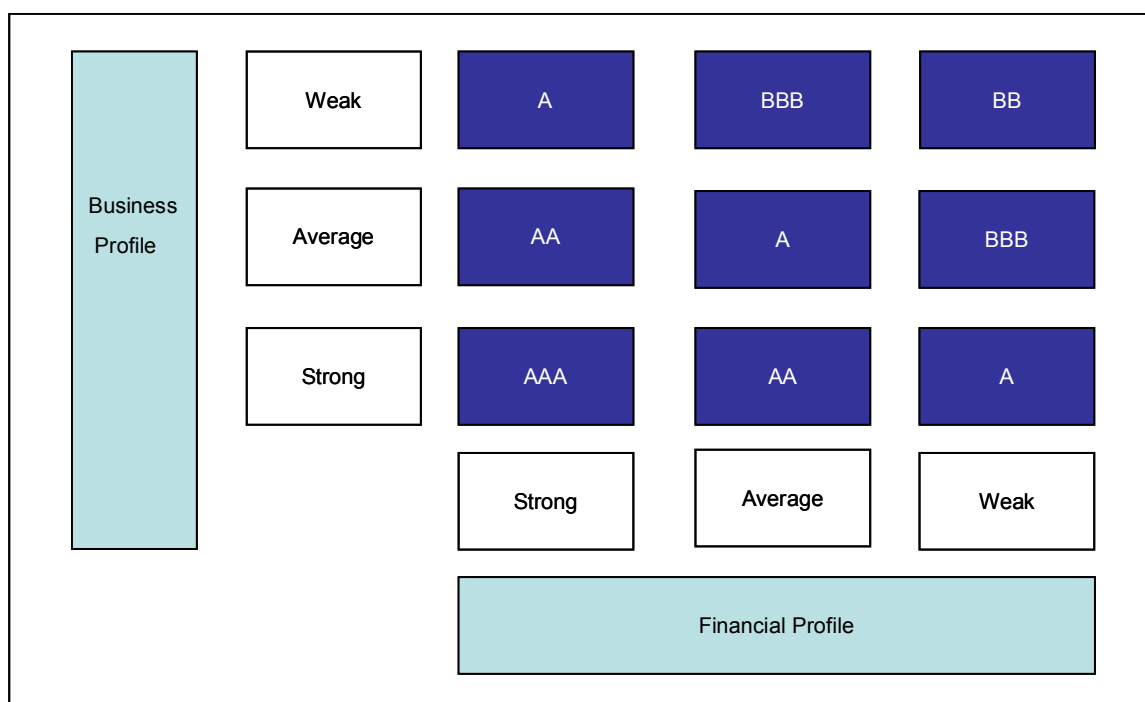 Weak
A
BBB
BB
Business
Profile
Average
AA
A
BBB
Strong
AAA
AA
A
Strong
Average
Weak
Financial Profile